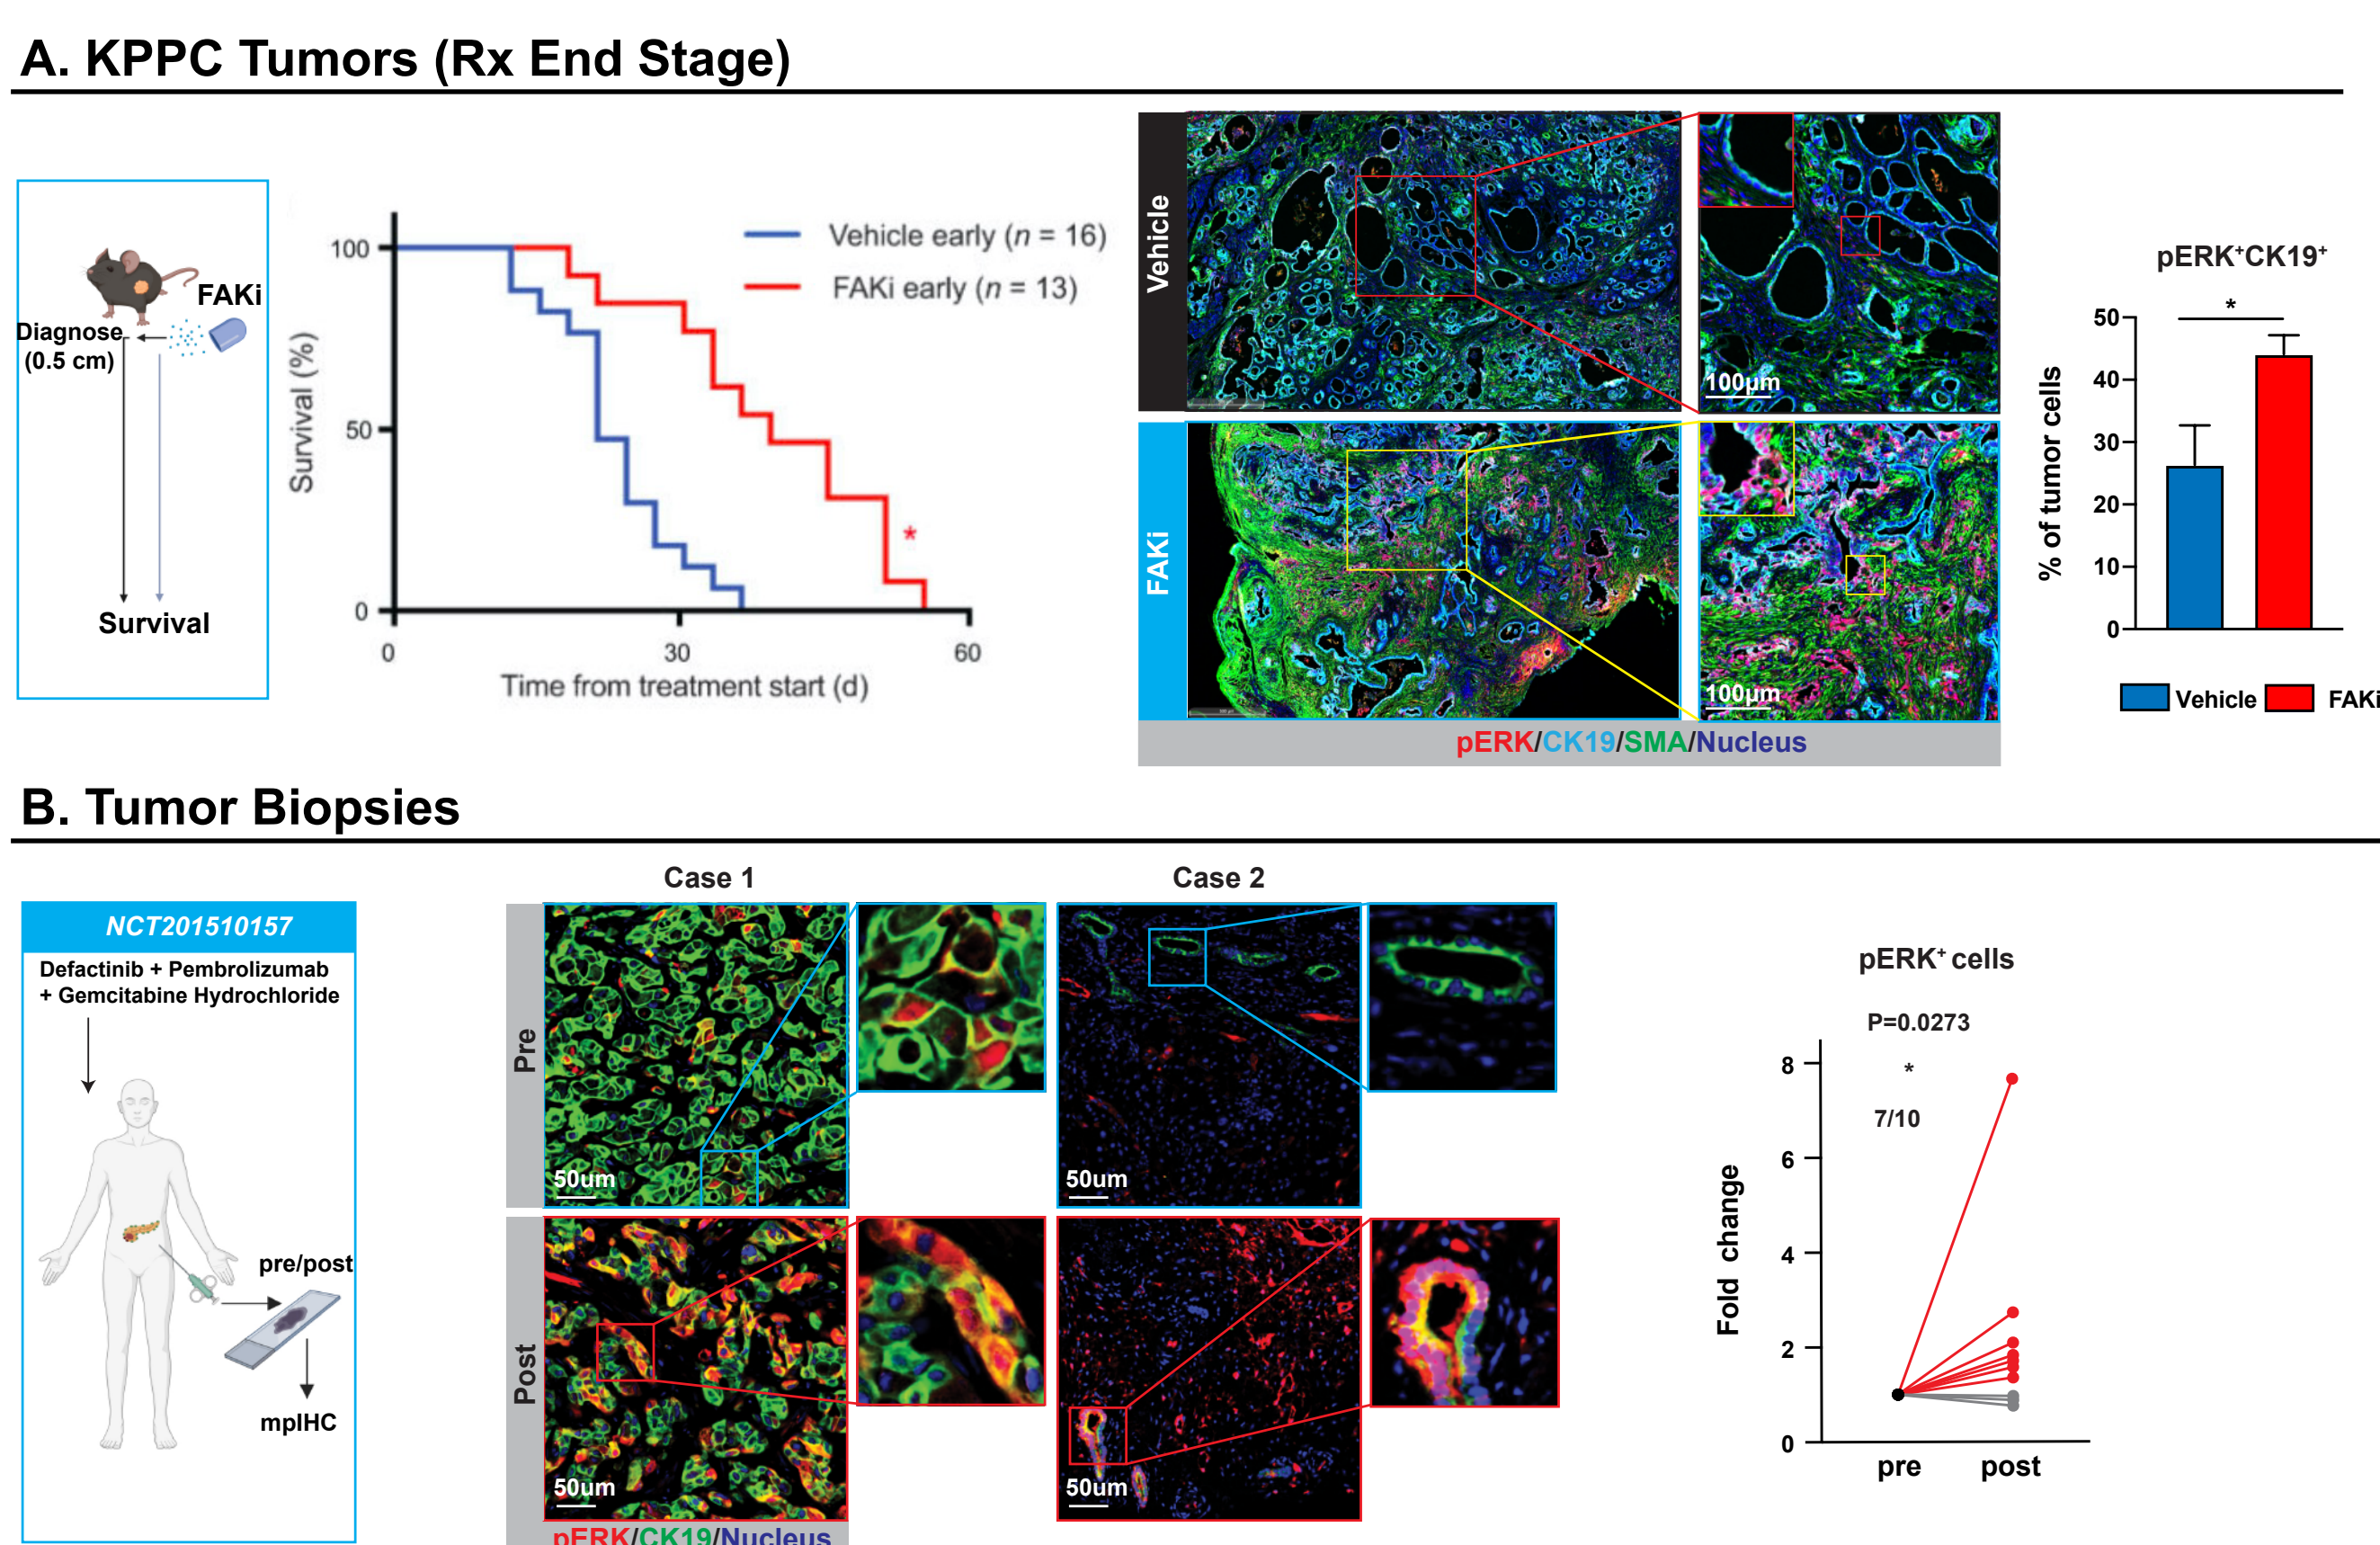 A. KPPC Tumors (Rx End Stage)
FAKi
Diagnose
(0.5 cm)
Survival
Survival (%)
100
50
0
0 30 60
Time from treatment start (d)
Vehicle early (n = 16)
FAKi early (n = 13)
*
Vehicle
100μm
FAKi
100μm
pERK/CK19/SMA/Nucleus
pERK+CK19+
*
% of tumor cells
50
40
30
20
10
0
Vehicle FAKi
B. Tumor Biopsies
NCT201510157
Defactinib + Pembrolizumab
+ Gemcitabine Hydrochloride
pre/post
mpIHC
Case 1 Case 2
Pre
50um 50um
Post
50um 50um
pERK/CK19/Nucleus
pERK+ cells
P=0.0273
*
7/10
Fold change
8
6
4
2
0
pre post